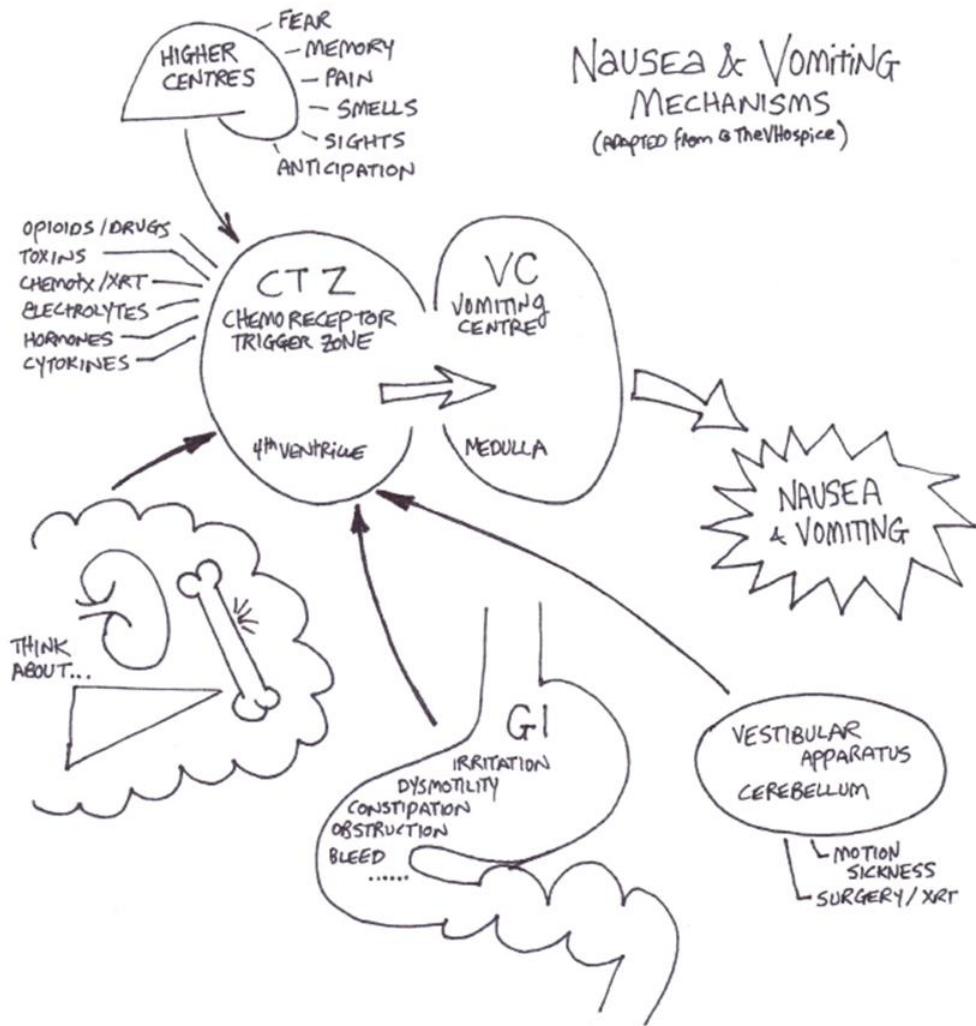 Nausea & Vomiting
Mechanisms
(Adapted from @TheVHospice)
HIGHER
CENTRES
FEAR
MEMORY
PAIN
SMELLS
SIGHTS
ANTICIPATION
OPIOIDS/DRUGS
TOXINS
CHEMOTX/XRT
ELECTROLYTES
HORMONES
CYTOKINES
CTZ
CHEMORECEPTOR
TRIGGER ZONE
4th VENTRICLE
VC
VOMITING
CENTRE
MEDULLA
NAUSEA
& VOMITING
THINK
ABOUT...
GI
IRRITATION
DYSMOTILITY
CONSTIPATION
OBSTRUCTION
BLEED
......
VESTIBULAR
APPARATUS
CEREBELLUM
MOTION
SICKNESS
SURGERY/XRT